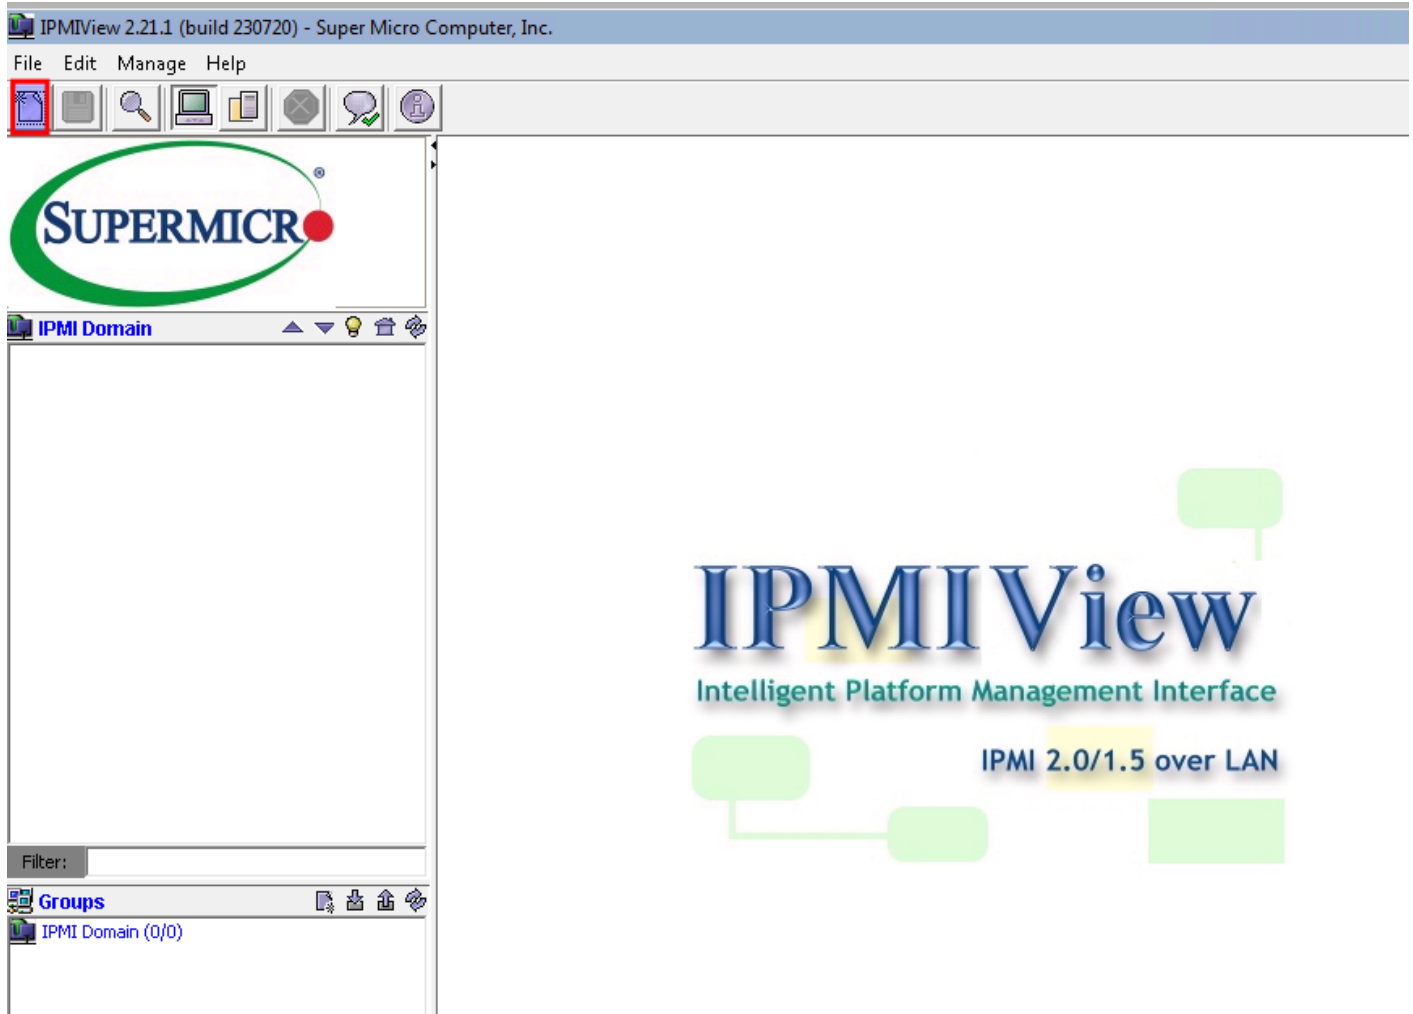 IPMIView 2.21.1 (build 230720) - Super Micro Computer, Inc.
File Edit Manage Help
SUPERMICR
®
IPMI Domain
IPMIView
Intelligent Platform Management Interface
IPMI 2.0/1.5 over LAN
Filter:
Groups
IPMI Domain (0/0)